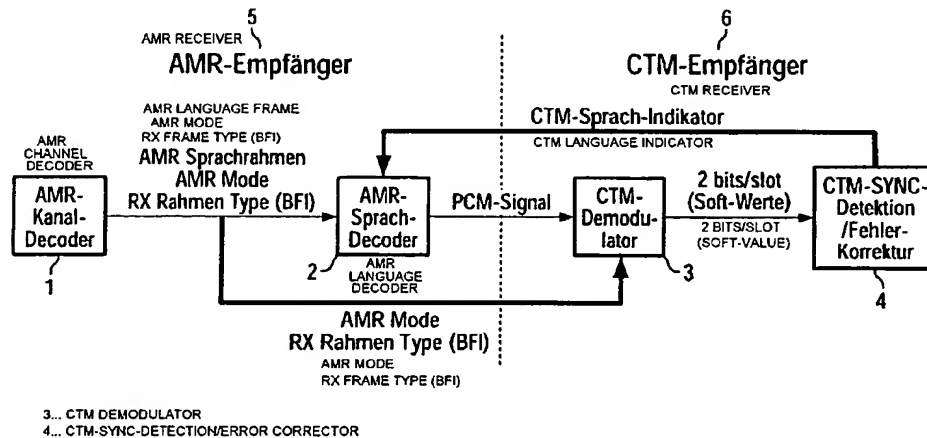 5
AMR RECEIVER
AMR-Empfänger
6
CTM-Empfänger
CTM RECEIVER
AMR LANGUAGE FRAME
AMR MODE
RX FRAME TYPE (BFI)
AMR Sprachrahmen
AMR Mode
RX Rahmen Type (BFI)
CTM-Sprach-Indikator
CTM LANGUAGE INDICATOR
AMR
CHANNEL
DECODER
AMR-
Kanal-
Decoder
1
AMR-
Sprach-
Decoder
2
AMR
LANGUAGE
DECODER
PCM-Signal
CTM-
Demodu-
lator
3
2 bits/slot
(Soft-Werte)
2 BITS/SLOT
(SOFT-VALUE)
CTM-SYNC-
Detektion
/Fehler-
Korrektur
4
AMR Mode
RX Rahmen Type (BFI)
AMR MODE
RX FRAME TYPE (BFI)
3... CTM DEMODULATOR
4... CTM-SYNC-DETECTION/ERROR CORRECTOR